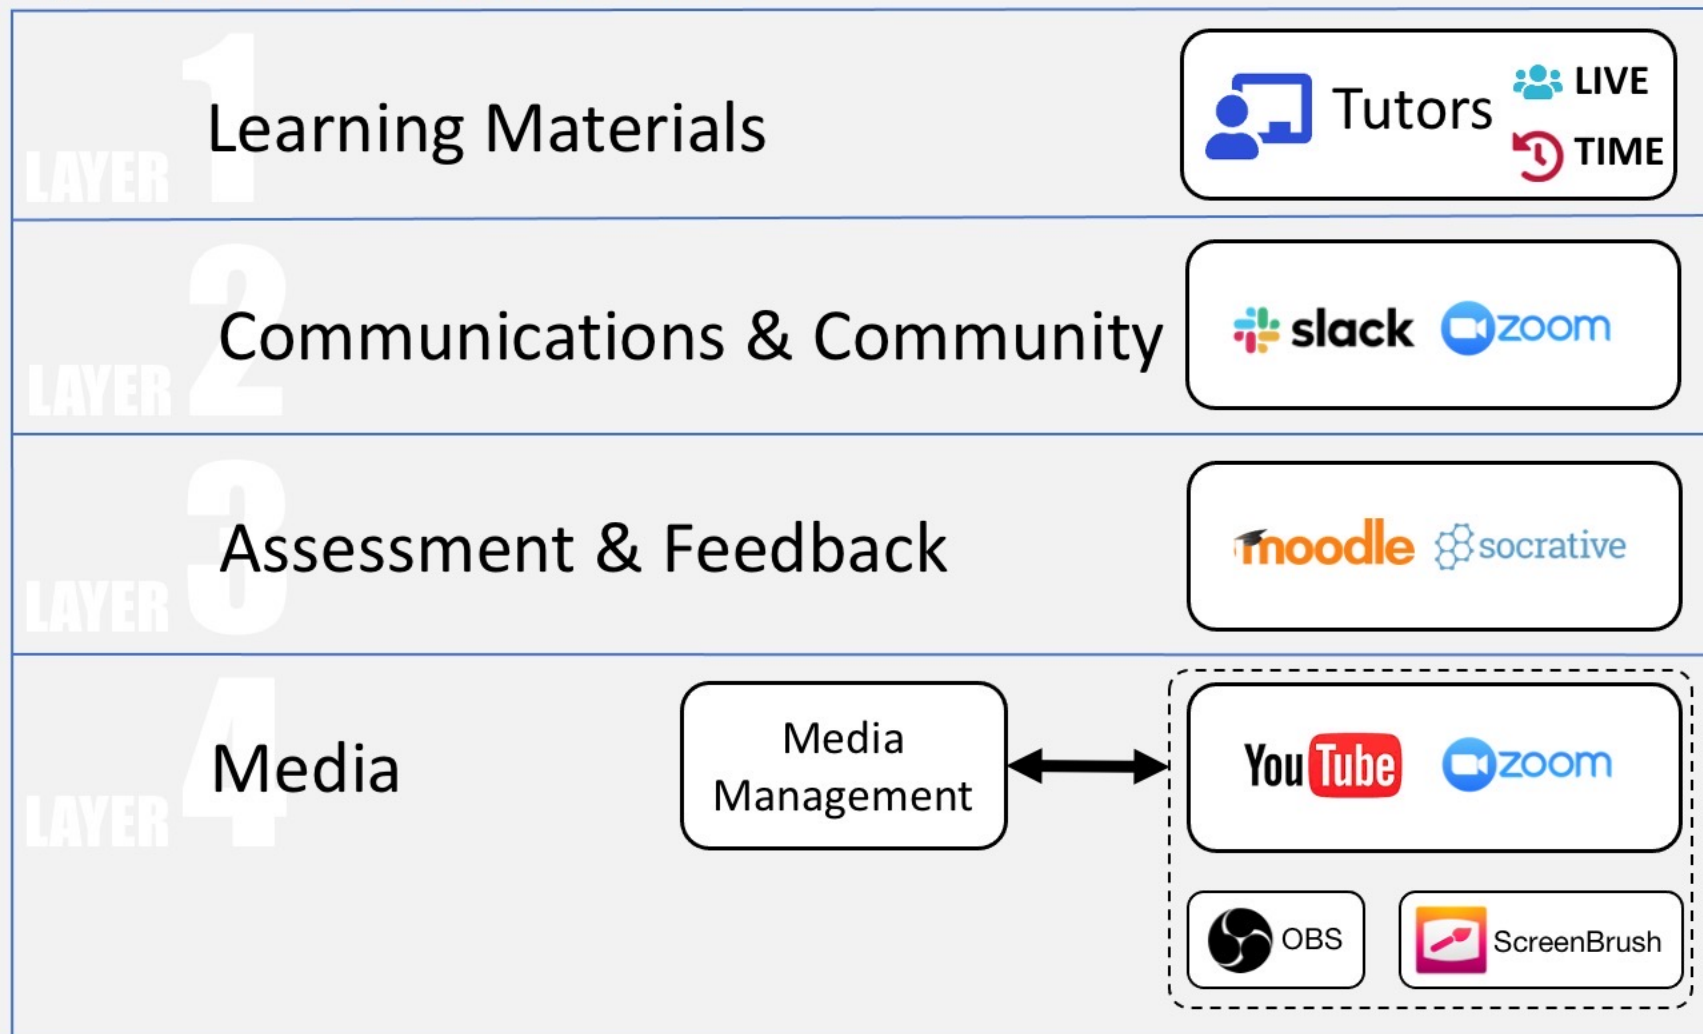 LAYER 1
Learning Materials
Tutors
LIVE
TIME
LAYER 2
Communications & Community
slack
zoom
LAYER 3
Assessment & Feedback
moodle
socrative
LAYER 4
Media
Media
Management
YouTube
zoom
OBS
ScreenBrush